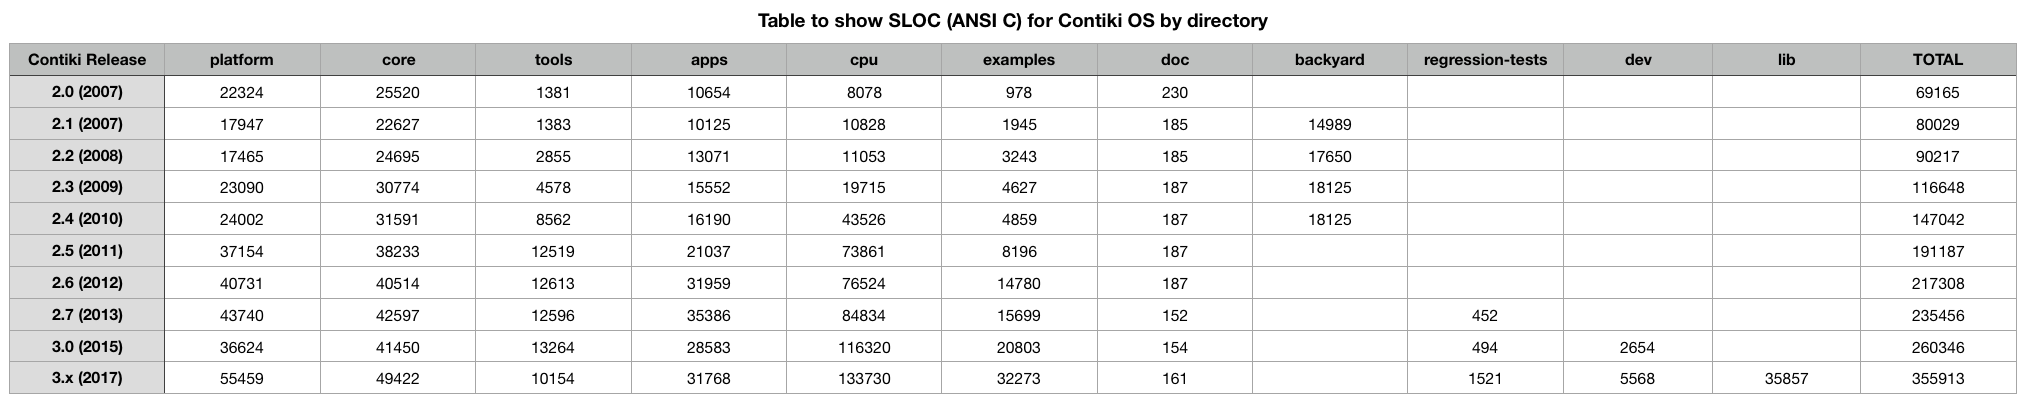 Table to show SLOC (ANSI C) for Contiki OS by directory
Contiki Release platform core tools apps cpu examples doc backyard regression-tests dev lib TOTAL
2.0 (2007) 22324 25520 1381 10654 8078 978 230 69165
2.1 (2007) 17947 22627 1383 10125 10828 1945 185 14989 80029
2.2 (2008) 17465 24695 2855 13071 11053 3243 185 17650 90217
2.3 (2009) 23090 30774 4578 15552 19715 4627 187 18125 116648
2.4 (2010) 24002 31591 8562 16190 43526 4859 187 18125 147042
2.5 (2011) 37154 38233 12519 21037 73861 8196 187 191187
2.6 (2012) 40731 40514 12613 31959 76524 14780 187 217308
2.7 (2013) 43740 42597 12596 35386 84834 15699 152 452 235456
3.0 (2015) 36624 41450 13264 28583 116320 20803 154 494 2654 260346
3.x (2017) 55459 49422 10154 31768 133730 32273 161 1521 5568 35857 355913